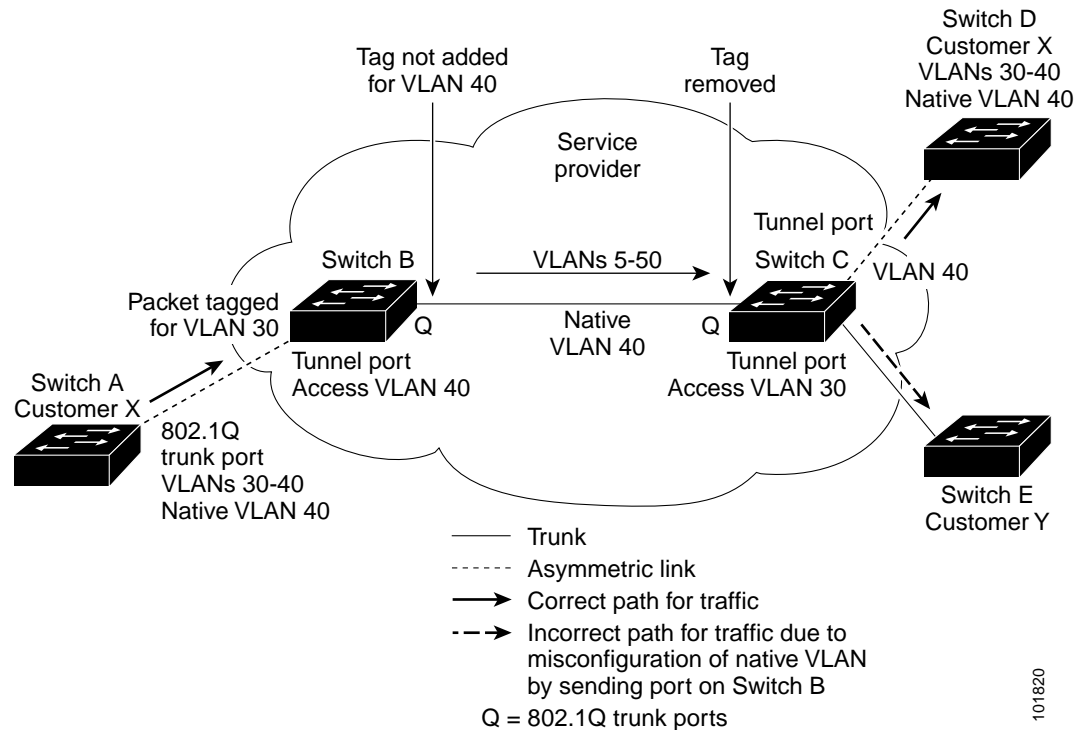 Tag not added
for VLAN 40
Tag
removed
Switch D
Customer X
VLANs 30-40
Native VLAN 40
Service
provider
Tunnel port
Switch B
VLANs 5-50
Switch C
VLAN 40
Packet tagged
for VLAN 30
Q
Native
VLAN 40
Q
Tunnel port
Access VLAN 40
Tunnel port
Access VLAN 30
Switch A
Customer X
802.1Q
trunk port
VLANs 30-40
Native VLAN 40
Switch E
Customer Y
Trunk
Asymmetric link
Correct path for traffic
Incorrect path for traffic due to
misconfiguration of native VLAN
by sending port on Switch B
Q = 802.1Q trunk ports
101820